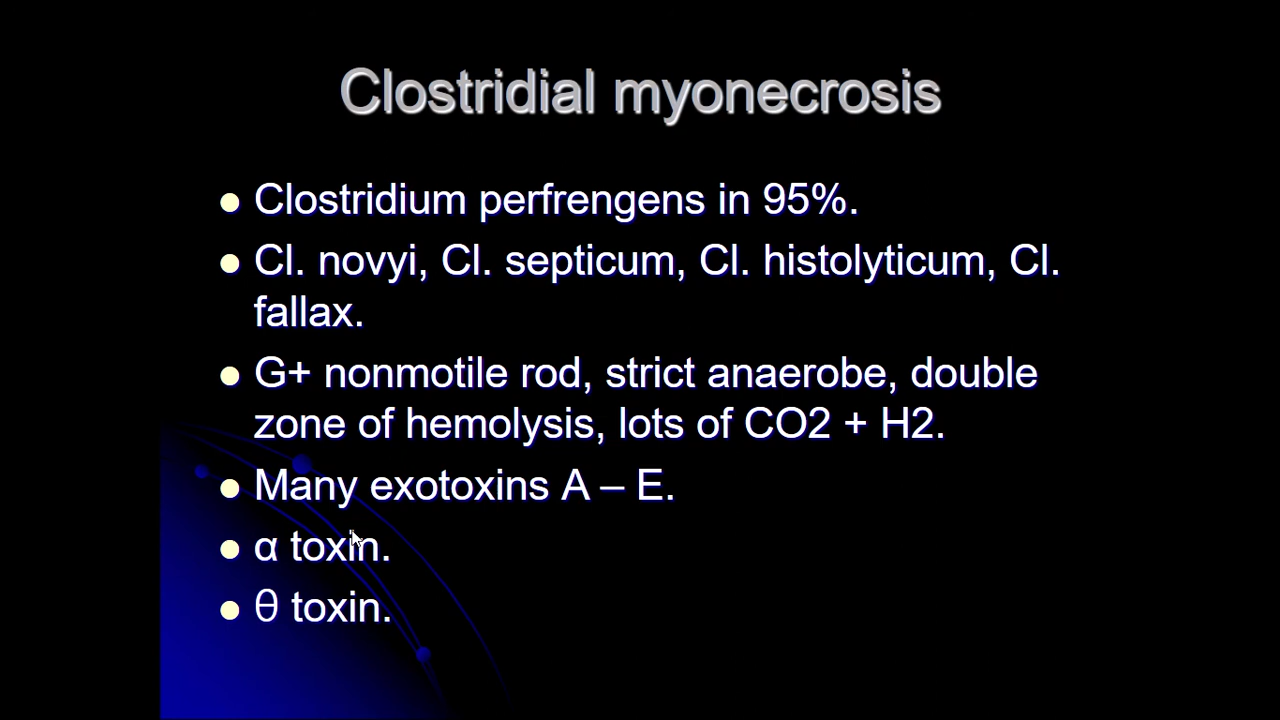 Clostridial myonecrosis
Clostridium perfrengens in 95%.
Cl. novyi, Cl. septicum, Cl. histolyticum, Cl.
fallax.
G+ nonmotile rod, strict anaerobe, double
zone of hemolysis, lots of CO2 + H2.
Many exotoxins A – E.
α toxin.
θ toxin.